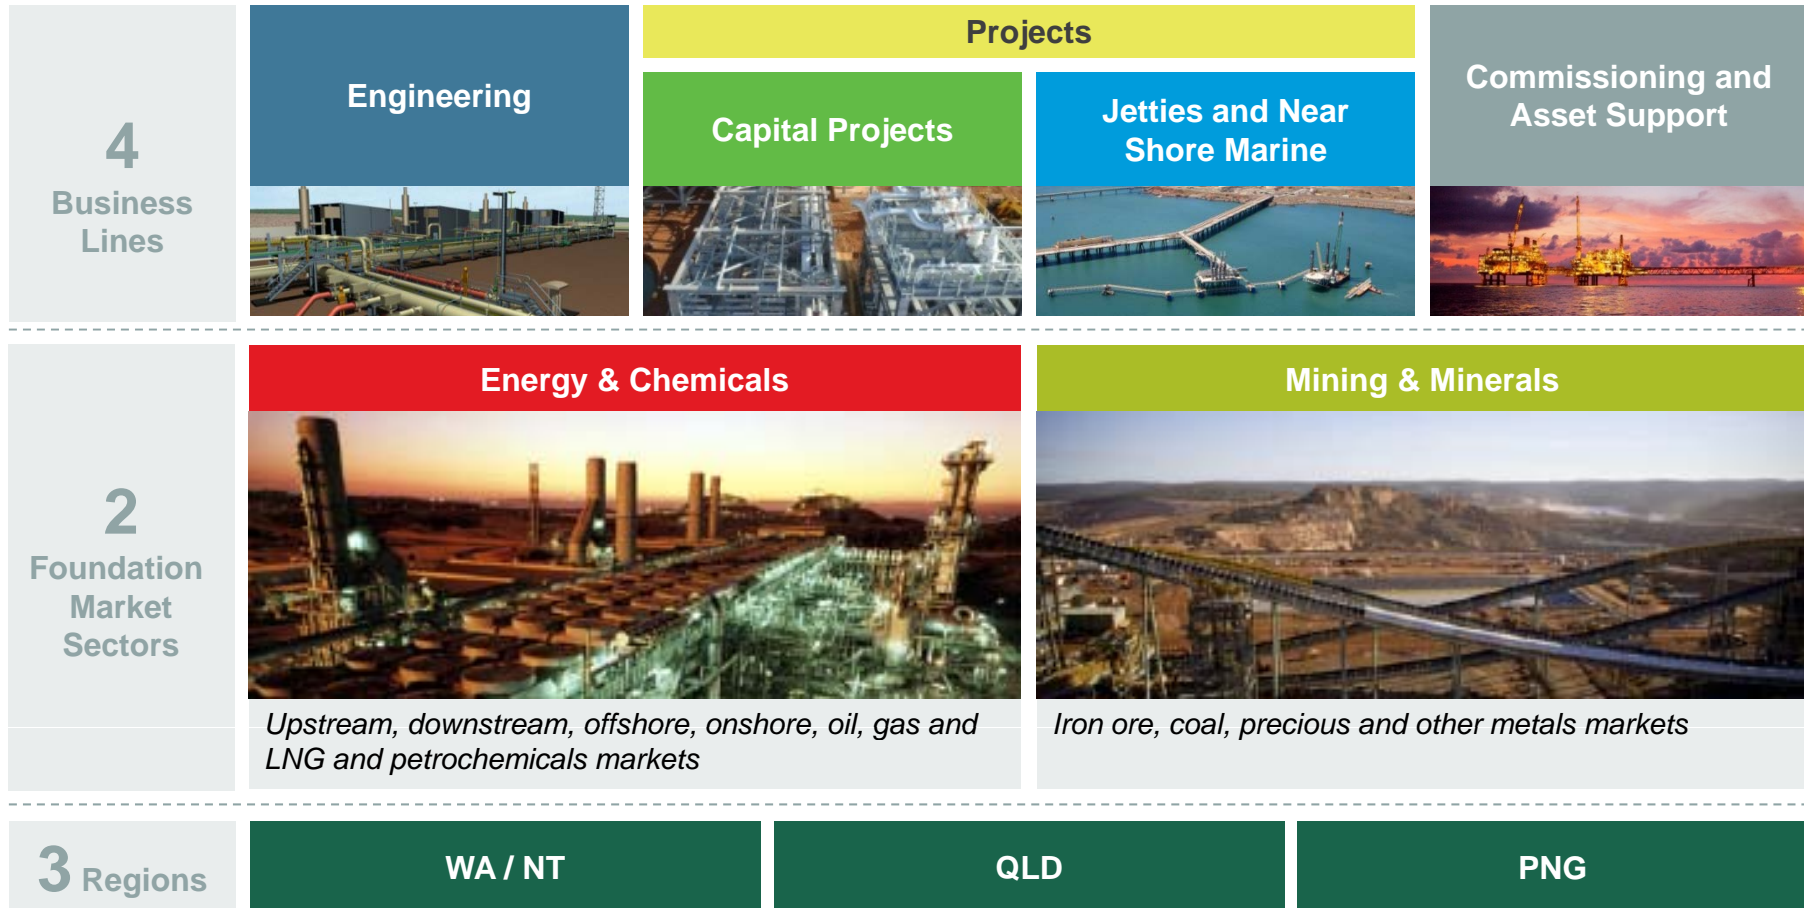 4
Business
Lines
Engineering
Projects
Capital Projects
Jetties and Near
Shore Marine
Commissioning and
Asset Support
2
Foundation
Market
Sectors
Energy & Chemicals
Upstream, downstream, offshore, onshore, oil, gas and
LNG and petrochemicals markets
Mining & Minerals
Iron ore, coal, precious and other metals markets
3 Regions
WA / NT
QLD
PNG